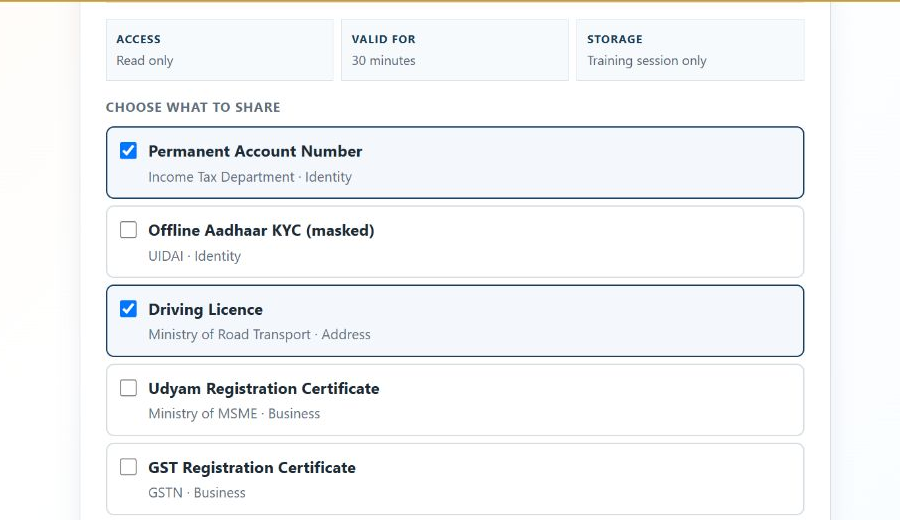 ACCESS
Read only
VALID FOR
30 minutes
STORAGE
Training session only
CHOOSE WHAT TO SHARE
Permanent Account Number
Income Tax Department · Identity
Offline Aadhaar KYC (masked)
UIDAI · Identity
Driving Licence
Ministry of Road Transport · Address
Udyam Registration Certificate
Ministry of MSME · Business
GST Registration Certificate
GSTN · Business